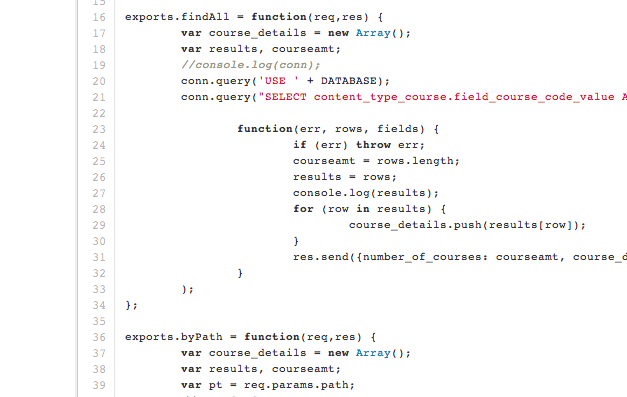 15
16 exports.findAll = function(req,res) {
17 var course_details = new Array();
18 var results, courseamt;
19 //console.log(conn);
20 conn.query('USE ' + DATABASE);
21 conn.query("SELECT content_type_course.field_course_code_value A
22
23 function(err, rows, fields) {
24 if (err) throw err;
25 courseamt = rows.length;
26 results = rows;
27 console.log(results);
28 for (row in results) {
29 course_details.push(results[row]);
30 }
31 res.send({number_of_courses: courseamt, course_d
32 }
33 );
34 };
35
36 exports.byPath = function(req,res) {
37 var course_details = new Array();
38 var results, courseamt;
39 var pt = req.params.path;